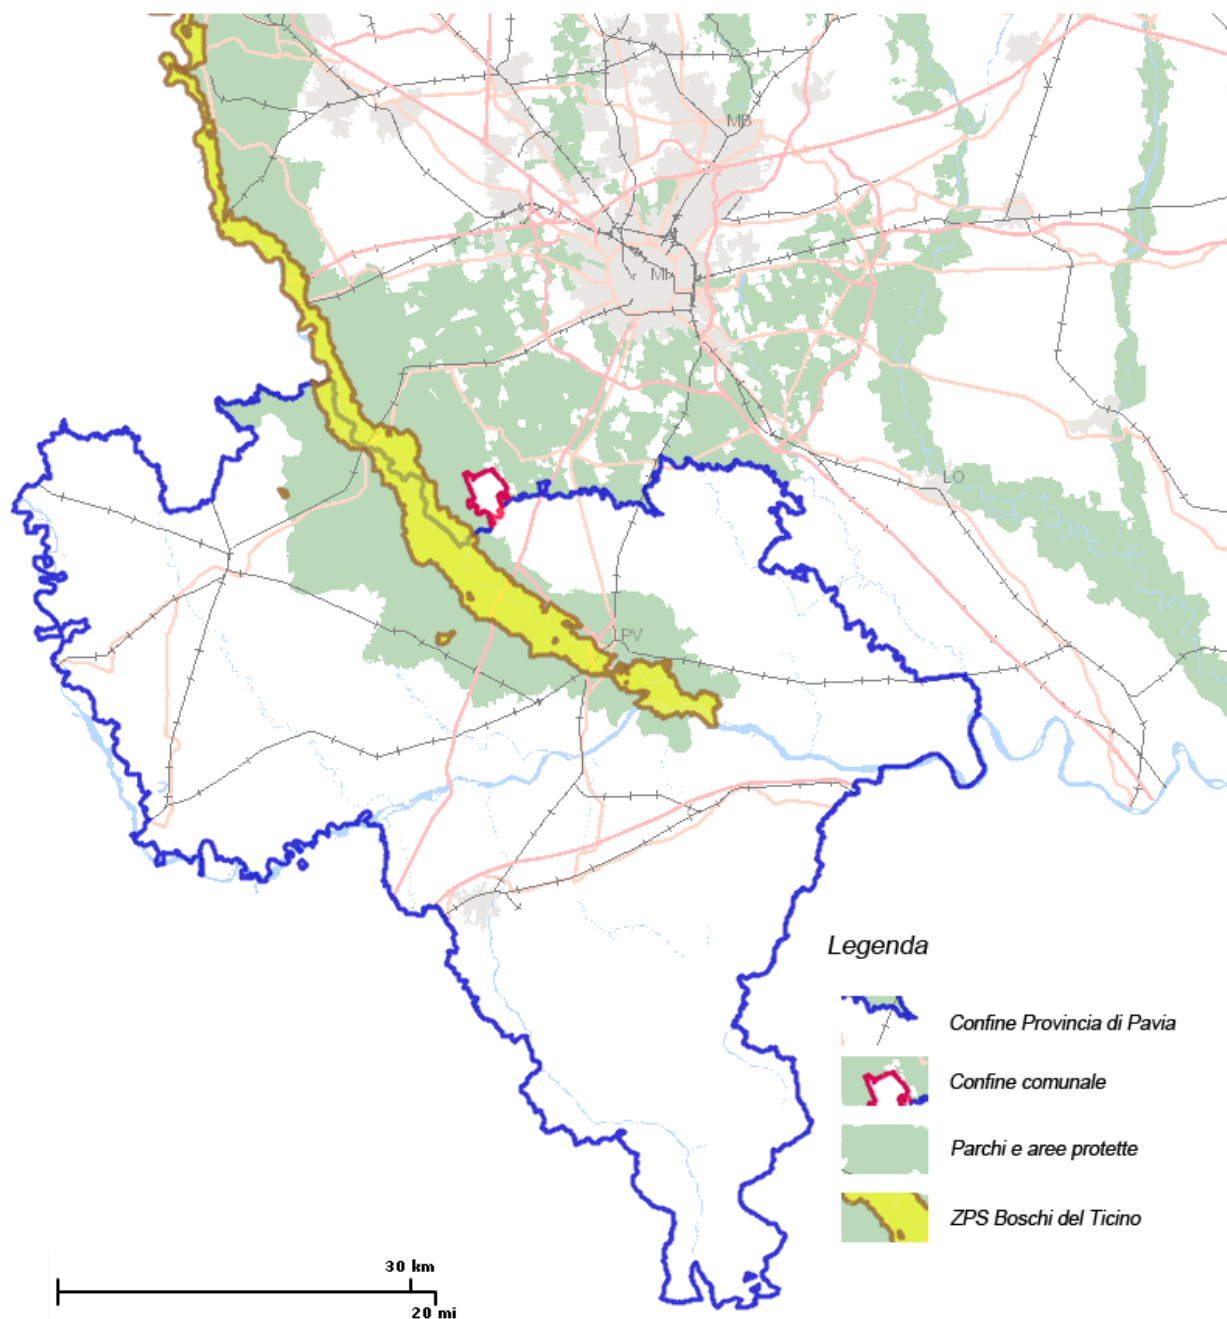 MB
MI
LO
PV
Legenda
Confine Provincia di Pavia
Confine comunale
Parchi e aree protette
ZPS Boschi del Ticino
30 km
20 mi